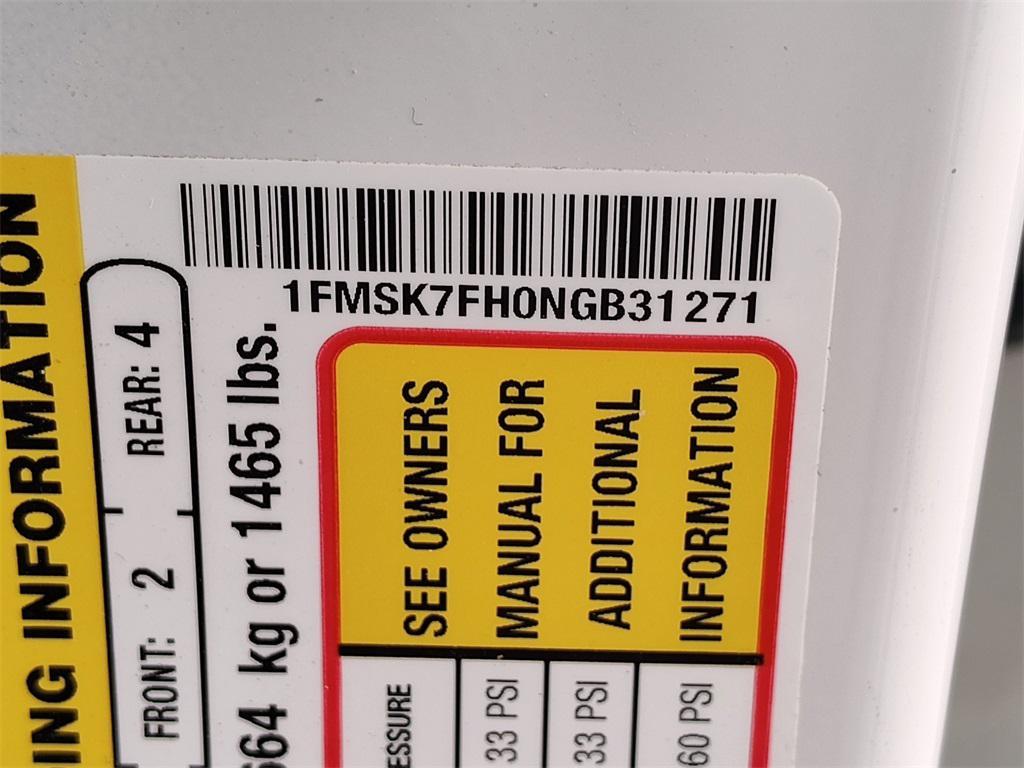 1FMSK7FH0NGB31271
ING INFORMATION
FRONT: 2 REAR: 4
664 kg or 1465 lbs.
SEE OWNERS
MANUAL FOR
ADDITIONAL
INFORMATION
ESSURE
33 PSI
33 PSI
60 PSI